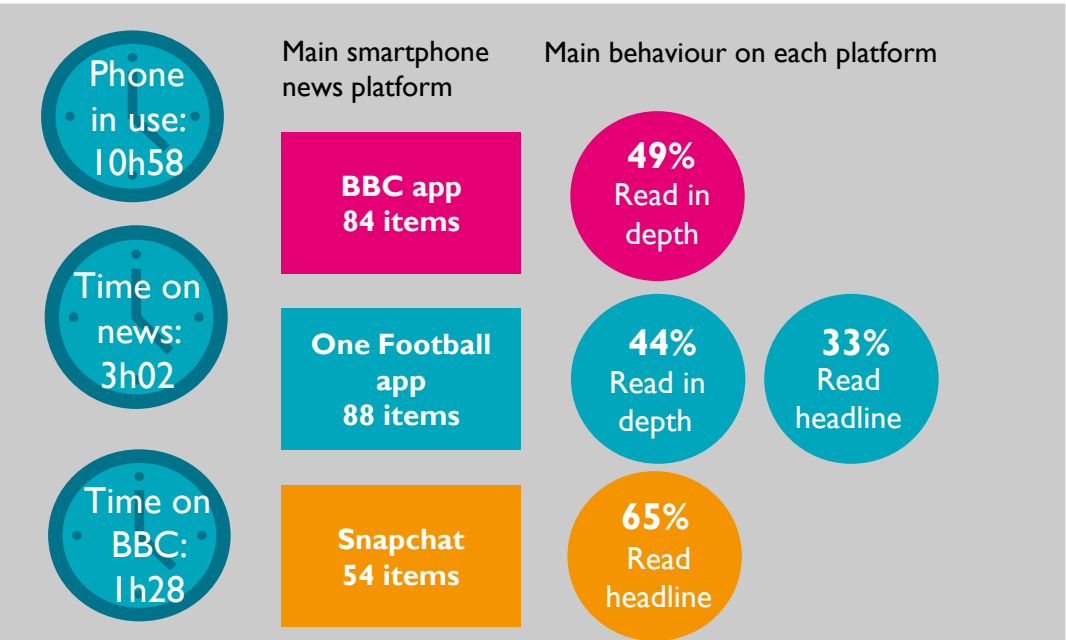 Phone
in use:
10h58
Time on
news:
3h02
Time on
BBC:
1h28
Main smartphone
news platform
BBC app
84 items
One Football
app
88 items
Snapchat
54 items
Main behaviour on each platform
49%
Read in
depth
44%
Read in
depth
33%
Read
headline
65%
Read
headline